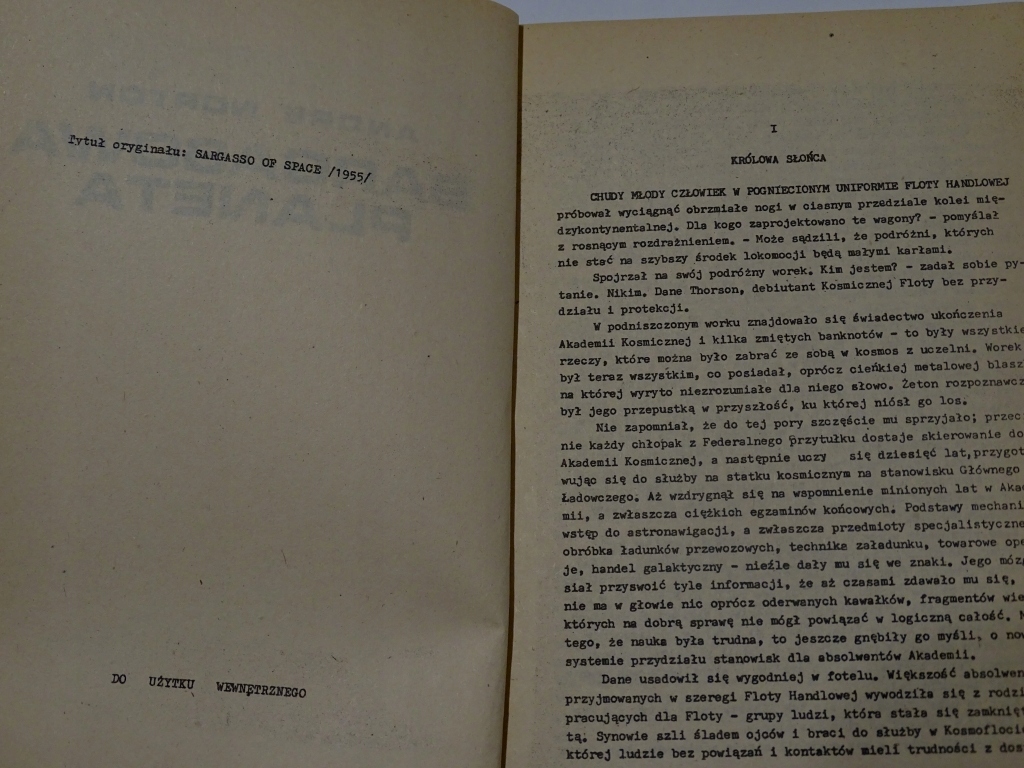 Tytuł oryginału: SARGASSO OF SPACE /1955/
DO UŻYTKU WEWNĘTRZNEGO
I
KRÓLOWA SŁOŃCA
CHUDY MŁODY CZŁOWIEK W POGNIECIONYM UNIFORMIE FLOTY HANDLOWEJ
próbował wyciągnąć obrzmiałe nogi w ciasnym przedziale kolei mię-
dzykontynentalnej. Dla kogo zaprojektowano te wagony? - pomyślał
z rosnącym rozdrażnieniem. - Może sądzili, że podróżni, których
nie stać na szybszy środek lokomocji będą małymi karłami.
Spojrzał na swój podróżny worek. Kim jestem? - zadał sobie py-
tanie. Nikim. Dane Thorson, debiutant Kosmicznej Floty bez przy-
działu i protekcji.
W podniszczonym worku znajdowało się świadectwo ukończenia
Akademii Kosmicznej i kilka zmiętych banknotów - to były wszystkie
rzeczy, które można było zabrać ze sobą w kosmos z uczelni. Worek
był teraz wszystkim, co posiadał, oprócz cieńkiej metalowej blasz
na której wyryto niezrozumiałe dla niego słowo. Żeton rozpoznawcz
był jego przepustką w przyszłość, ku której niósł go los.
Nie zapomniał, że do tej pory szczęście mu sprzyjało; przec
nie każdy chłopak z Federalnego przytułku dostaje skierowanie do
Akademii Kosmicznej, a następnie uczy się dziesięć lat,przygot
wując się do służby na statku kosmicznym na stanowisku Głównego
Ładowczego. Aż wzdrygnął się na wspomnienie minionych lat w Aka
mii, a zwłaszcza ciężkich egzaminów końcowych. Podstawy mechani
wstęp do astronawigacji, a zwłaszcza przedmioty specjalistyczne
obróbka ładunków przewozowych, technika załadunku, towarowe ope
je, handel galaktyczny - nieźle dały mu się we znaki. Jego mózg
siał przyswoić tyle informacji, że aż czasami zdawało mu się,
nie ma w głowie nic oprócz oderwanych kawałków, fragmentów wie
których na dobrą sprawę nie mógł powiązać w logiczną całość.
tego, że nauka była trudna, to jeszcze gnębiły go myśli, o now
systemie przydziału stanowisk dla absolwentów Akademii.
Dane usadowił się wygodniej w fotelu. Większość absolwen
przyjmowanych w szeregi Floty Handlowej wywodziła się z rodzi
pracujących dla Floty - grupy ludzi, która stała się zamknięt
tą. Synowie szli śladem ojców i braci do służby w Kosmoflocie
której ludzie bez powiązań i kontaktów mieli trudności z dos